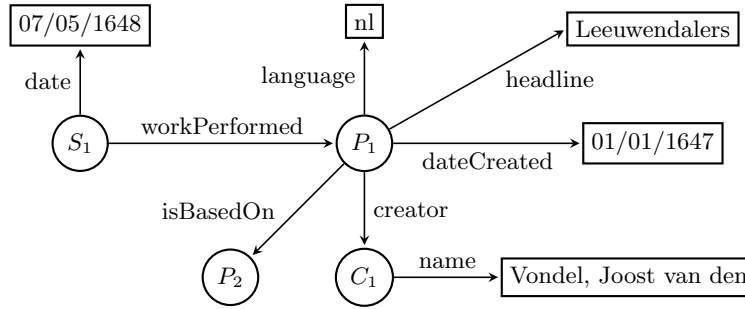 07/05/1648
nl
Leeuwendalers
date
language
headline
S1
workPerformed
P1
dateCreated
01/01/1647
isBasedOn
creator
P2
C1
name
Vondel, Joost van den